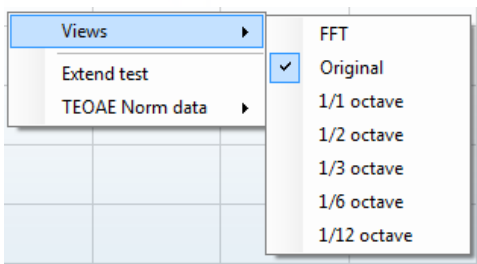 Views
Extend test
TEOAE Norm data
FFT
Original
1/1 octave
1/2 octave
1/3 octave
1/6 octave
1/12 octave